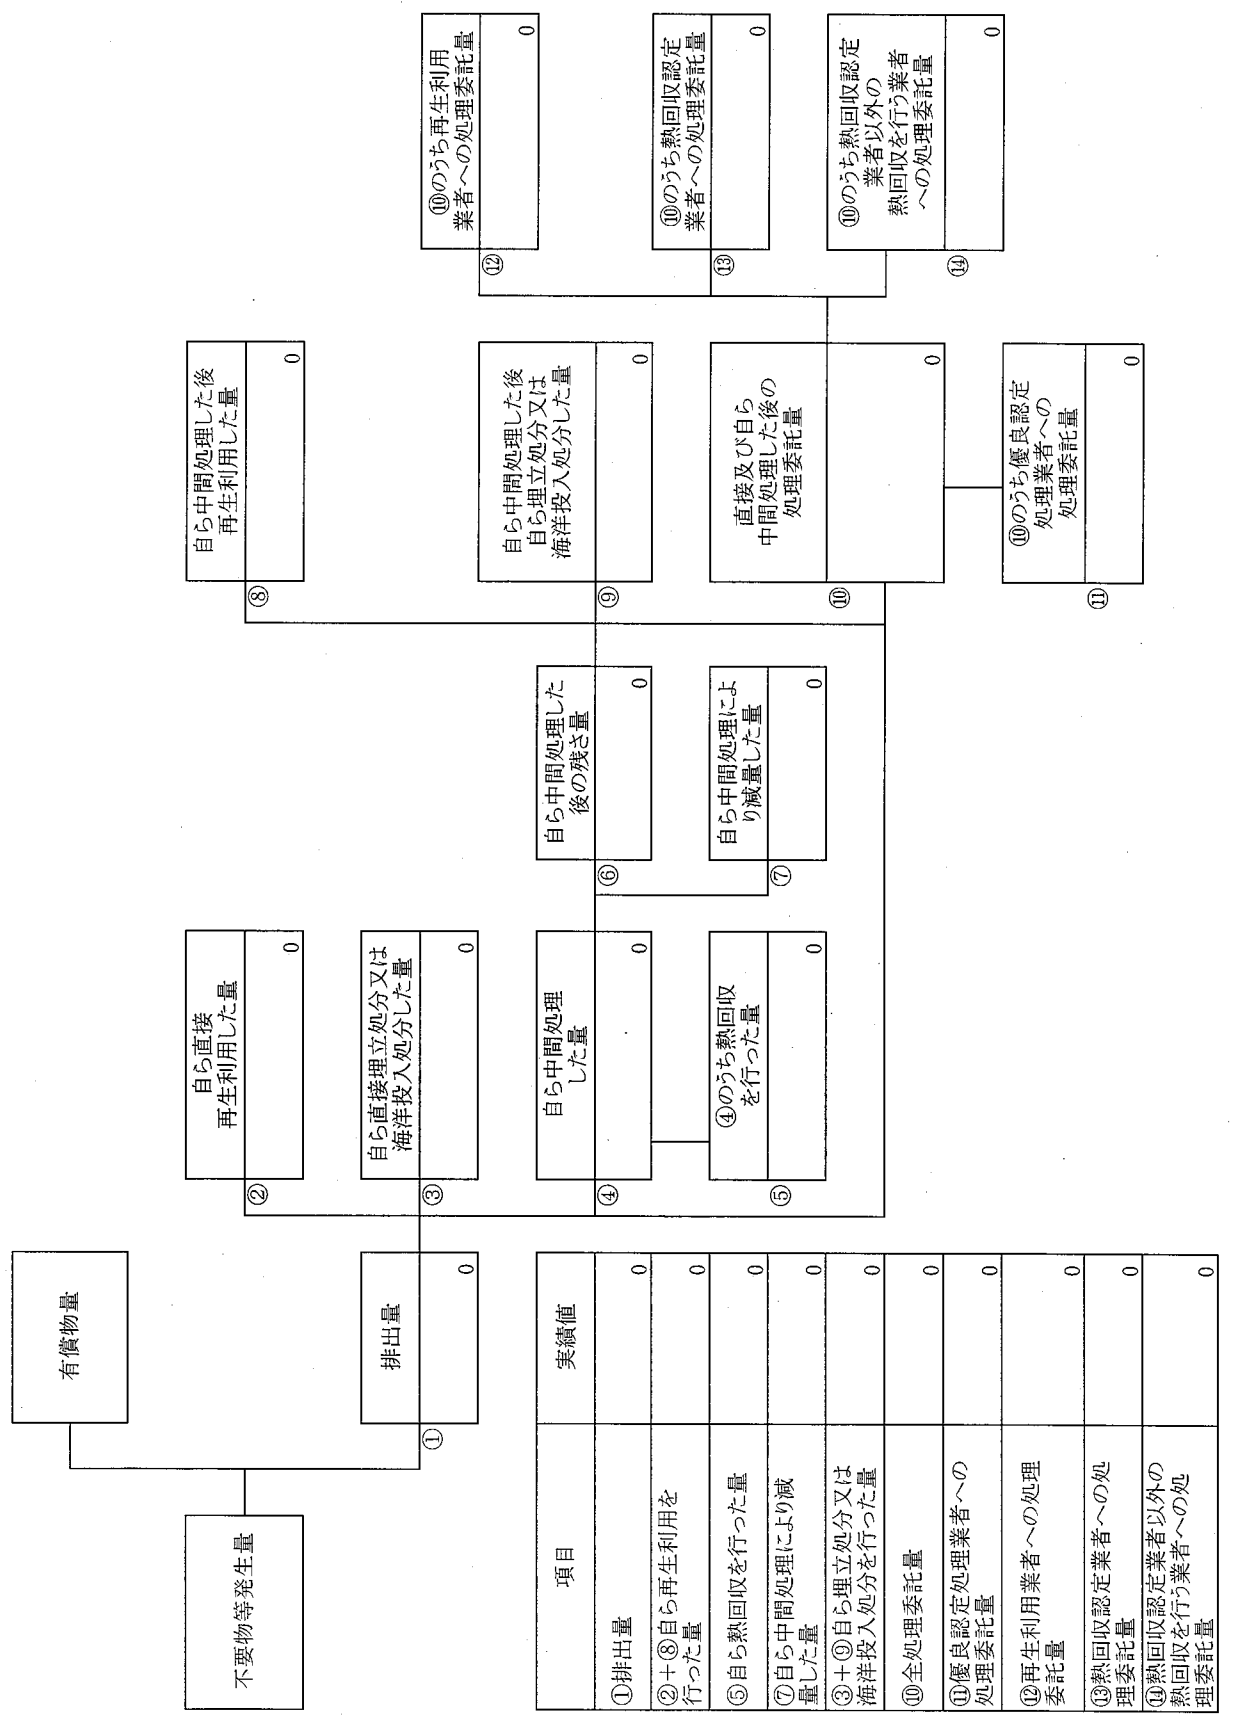 不要物等発生量
有償物量
①
排出量
0
②
自ら直接
再生利用した量
0
③
自ら直接埋立処分又は
海洋投入処分した量
0
④
自ら中間処理
した量
0
⑤
④のうち熱回収
を行った量
0
⑥
自ら中間処理した
後の残さ量
0
⑦
自ら中間処理によ
り減量した量
0
⑧
自ら中間処理した後
再生利用した量
0
⑨
自ら中間処理した後
自ら埋立処分又は
海洋投入処分した量
0
⑩
直接及び自ら
中間処理した後の
処理委託量
0
⑪
⑩のうち優良認定
処理業者への
処理委託量
0
⑫
⑩のうち再生利用
業者への処理委託量
0
⑬
⑩のうち熱回収認定
業者への処理委託量
0
⑭
⑩のうち熱回収認定
業者以外の
熱回収を行う業者
への処理委託量
0
項目 実績値
①排出量 0
②+⑧自ら再生利用を
行った量 0
⑤自ら熱回収を行った量 0
⑦自ら中間処理により減
量した量 0
③+⑨自ら埋立処分又は
海洋投入処分を行った量 0
⑩全処理委託量 0
⑪優良認定処理業者への
処理委託量 0
⑫再生利用業者への処理
委託量 0
⑬熱回収認定業者への処
理委託量 0
⑭熱回収認定業者以外の
熱回収を行う業者への処
理委託量 0